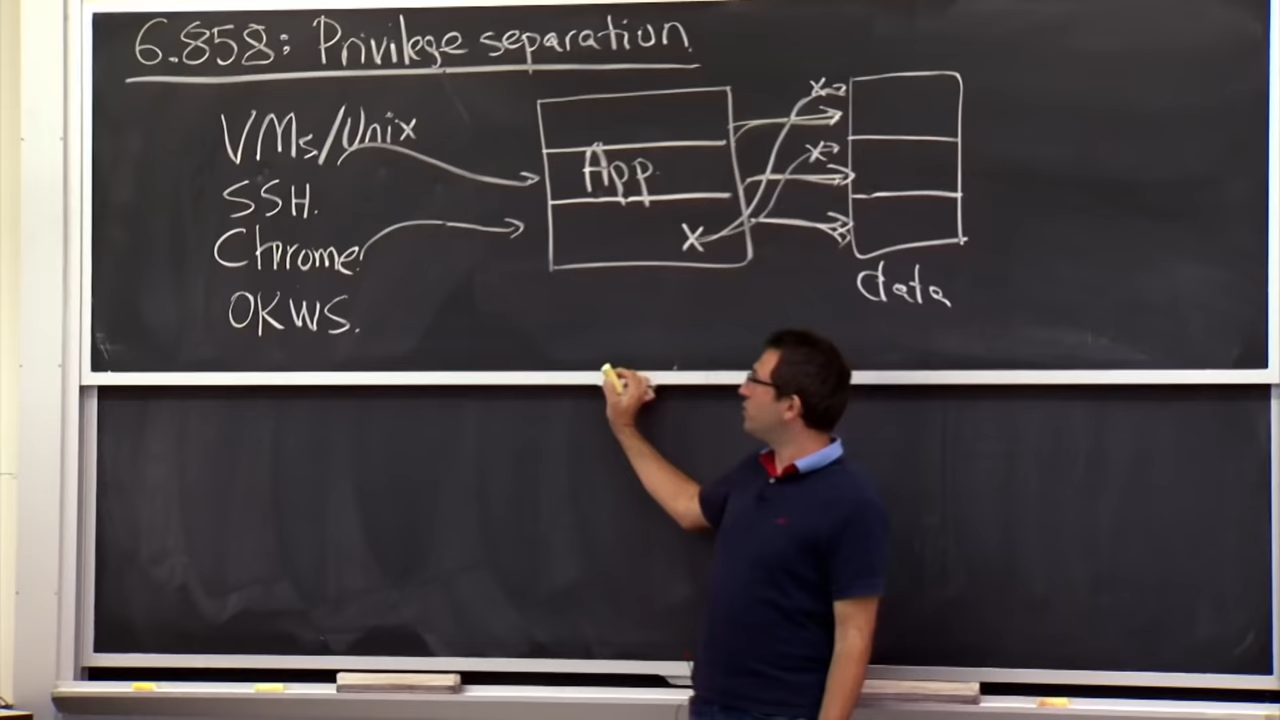 6.858: Privilege separation
VMs/Unix
SSH.
Chrome.
OKWS.
App.
x
x
x
data